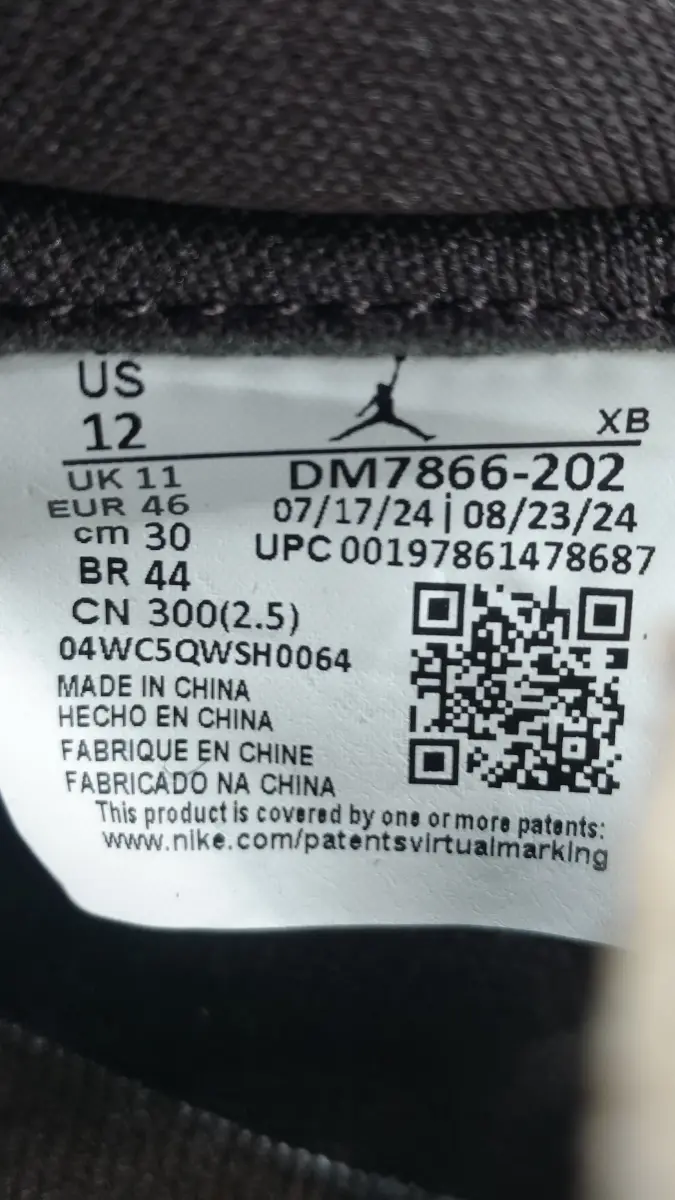 US
12
XB
UK 11
EUR 46
cm 30
BR 44
CN 300(2.5)
DM7866-202
07/17/24 | 08/23/24
UPC 00197861478687
04WC5QWSH0064
MADE IN CHINA
HECHO EN CHINA
FABRIQUE EN CHINE
FABRICADO NA CHINA
This product is covered by one or more patents:
www.nike.com/patentsvirtualmarking